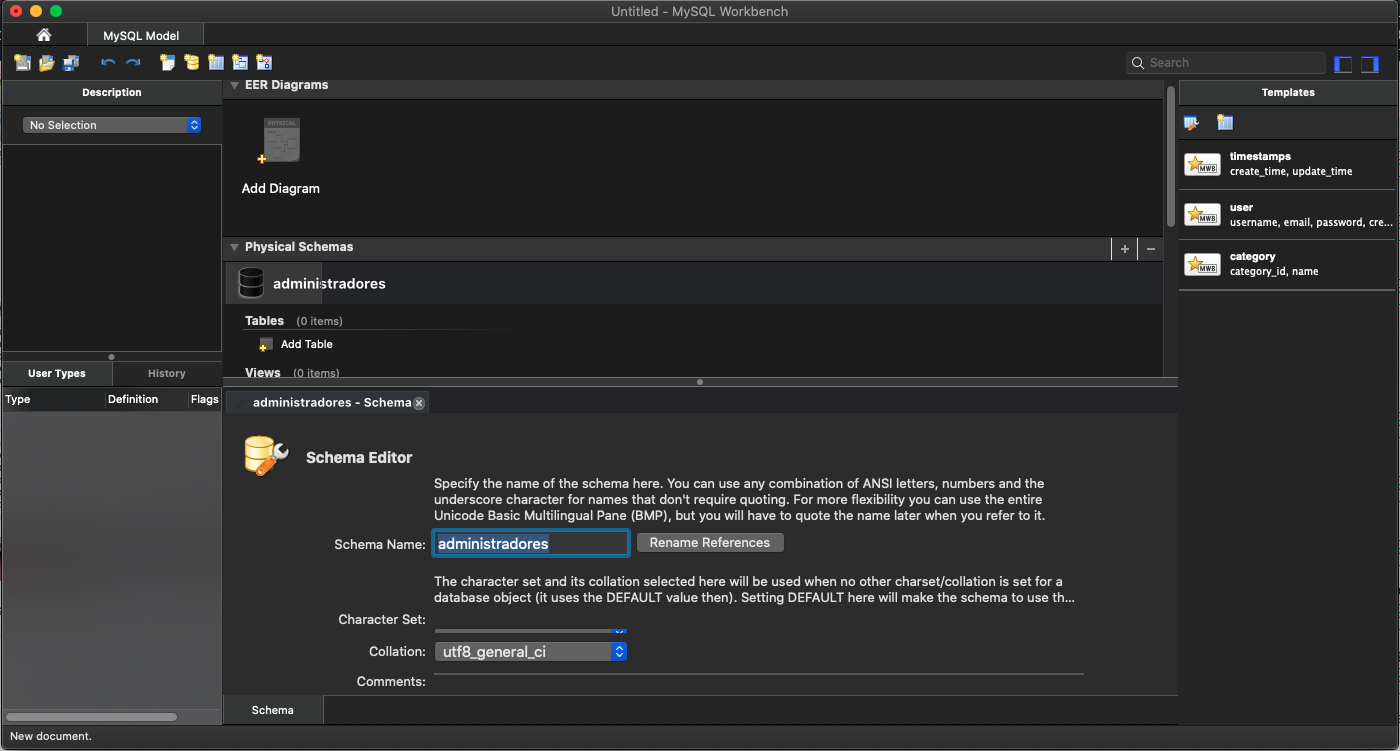 Untitled - MySQL Workbench
MySQL Model
Search
Description
No Selection
User Types
History
Type
Definition
Flags
EER Diagrams
PHYSICAL
Add Diagram
Physical Schemas
+
−
administradores
Tables (0 items)
Add Table
Views (0 items)
administradores - Schema
Schema Editor
Specify the name of the schema here. You can use any combination of ANSI letters, numbers and the
underscore character for names that don't require quoting. For more flexibility you can use the entire
Unicode Basic Multilingual Pane (BMP), but you will have to quote the name later when you refer to it.
Schema Name: administradores Rename References
The character set and its collation selected here will be used when no other charset/collation is set for a
database object (it uses the DEFAULT value then). Setting DEFAULT here will make the schema to use th...
Character Set:
Collation: utf8_general_ci
Comments:
Schema
Templates
MWB
timestamps
create_time, update_time
MWB
user
username, email, password, cre...
MWB
category
category_id, name
New document.